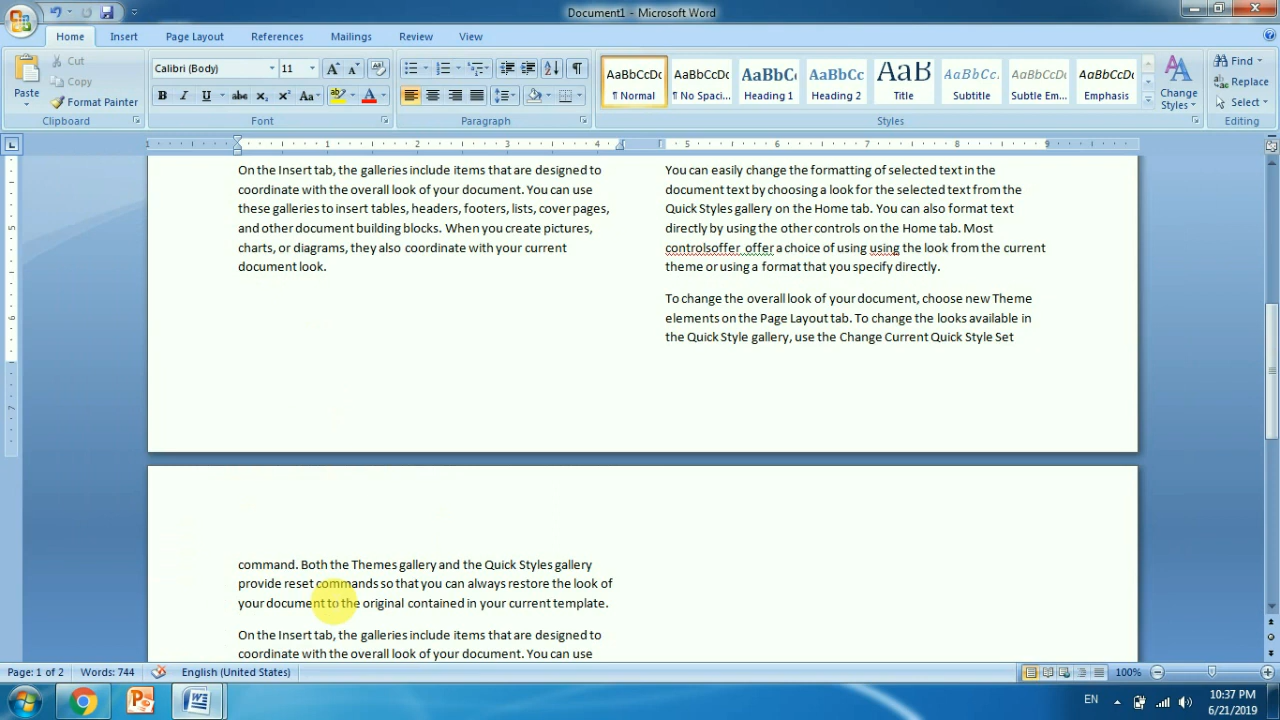 Document1 - Microsoft Word
Home Insert Page Layout References Mailings Review View
Paste
Cut
Copy
Format Painter
Clipboard
Calibri (Body) 11
Font
Paragraph
AaBbCcDc AaBbCcDc AaBbC AaBbCc AaB AaBbCc. AaBbCcDc AaBbCcDc
¶ Normal ¶ No Spaci... Heading 1 Heading 2 Title Subtitle Subtle Em... Emphasis
Change Styles
Styles
Find
Replace
Select
Editing
1 1 2 3 4 5 6 7 8 9
On the Insert tab, the galleries include items that are designed to
coordinate with the overall look of your document. You can use
these galleries to insert tables, headers, footers, lists, cover pages,
and other document building blocks. When you create pictures,
charts, or diagrams, they also coordinate with your current
document look.
You can easily change the formatting of selected text in the
document text by choosing a look for the selected text from the
Quick Styles gallery on the Home tab. You can also format text
directly by using the other controls on the Home tab. Most
controlsoffer offer a choice of using using the look from the current
theme or using a format that you specify directly.
To change the overall look of your document, choose new Theme
elements on the Page Layout tab. To change the looks available in
the Quick Style gallery, use the Change Current Quick Style Set
command. Both the Themes gallery and the Quick Styles gallery
provide reset commands so that you can always restore the look of
your document to the original contained in your current template.
On the Insert tab, the galleries include items that are designed to
coordinate with the overall look of your document. You can use
Page: 1 of 2 Words: 744 English (United States) 100%
EN 10:37 PM
6/21/2019